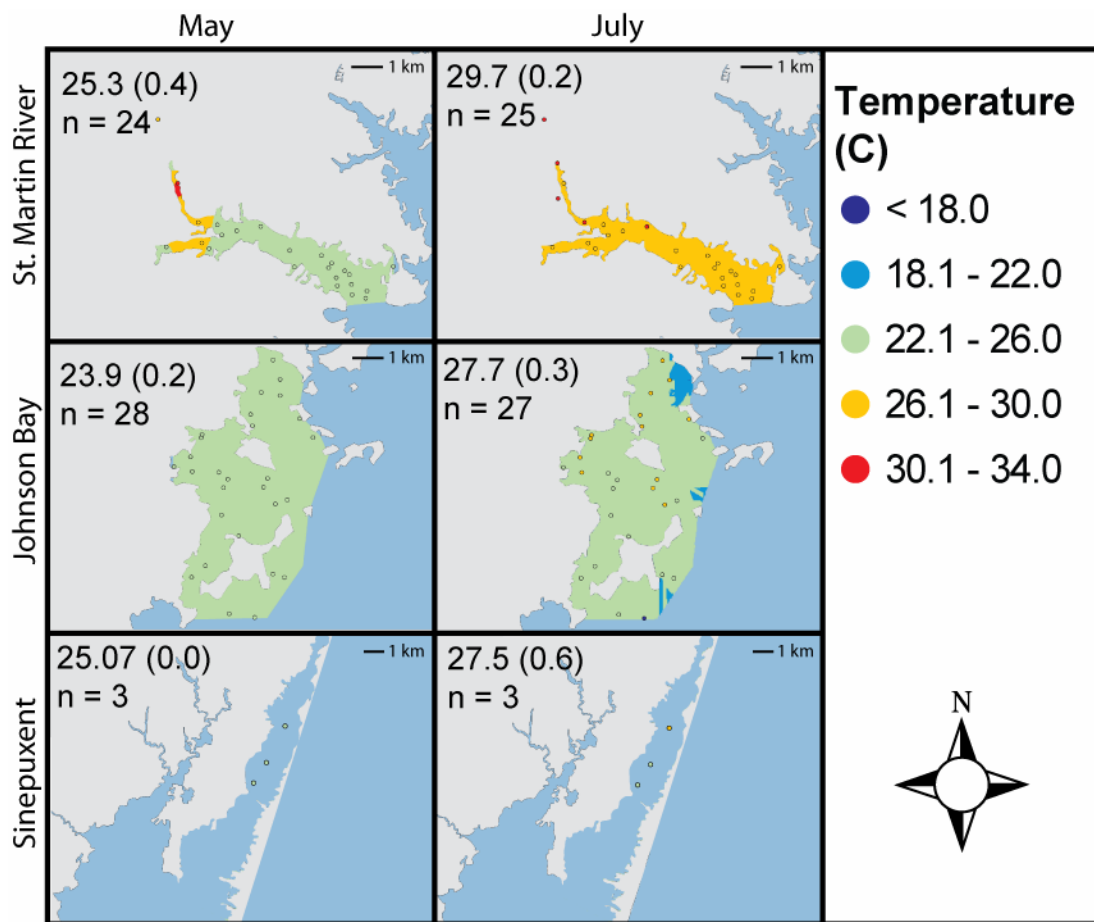 May
July
St. Martin River
25.3 (0.4)
n = 24
1 km
29.7 (0.2)
n = 25
1 km
Johnson Bay
23.9 (0.2)
n = 28
1 km
27.7 (0.3)
n = 27
1 km
Sinepuxent
25.07 (0.0)
n = 3
1 km
27.5 (0.6)
n = 3
1 km
Temperature
(C)
< 18.0
18.1 - 22.0
22.1 - 26.0
26.1 - 30.0
30.1 - 34.0
N